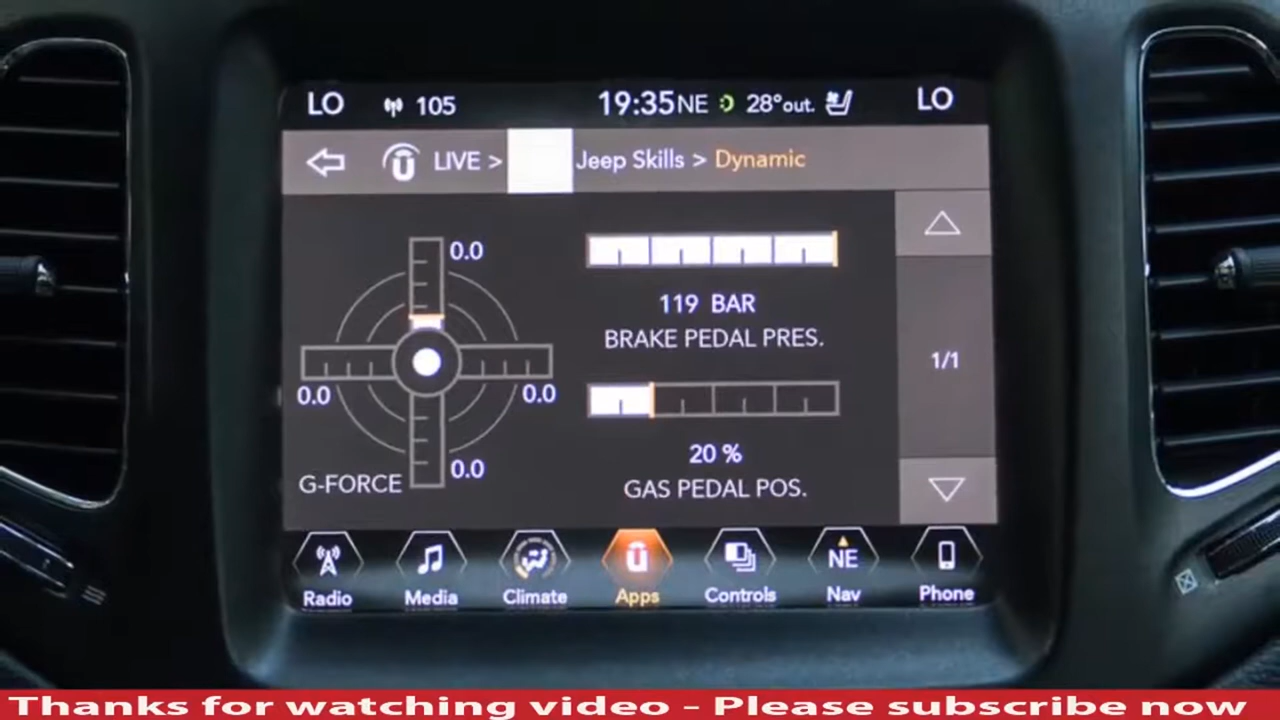 LO 105 19:35 NE 28°out. LO
LIVE > Jeep Skills > Dynamic
0.0
119 BAR
BRAKE PEDAL PRES.
1/1
0.0 0.0
20 %
0.0
G-FORCE
GAS PEDAL POS.
NE
Radio Media Climate Apps Controls Nav Phone
Thanks for watching video - Please subscribe now